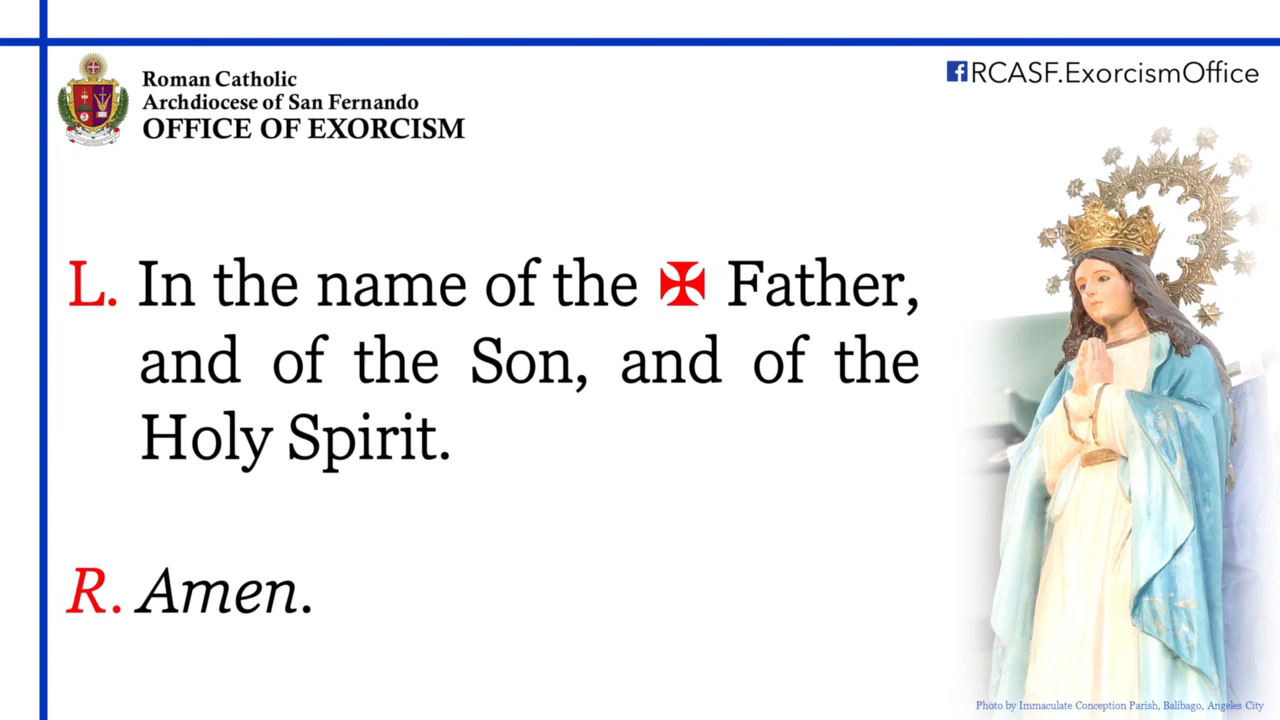 Roman Catholic
Archdiocese of San Fernando
OFFICE OF EXORCISM
RCASF.ExorcismOffice
L. In the name of the ✠ Father,
and of the Son, and of the
Holy Spirit.
R. Amen.
Photo by Immaculate Conception Parish, Balibago, Angeles City